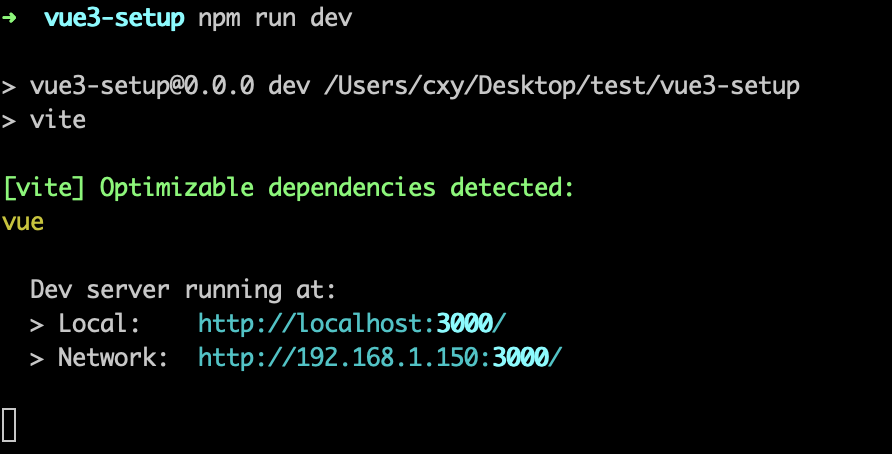 ➜  vue3-setup npm run dev
> vue3-setup@0.0.0 dev /Users/cxy/Desktop/test/vue3-setup
> vite
[vite] Optimizable dependencies detected:
vue
Dev server running at:
> Local:    http://localhost:3000/
> Network:  http://192.168.1.150:3000/